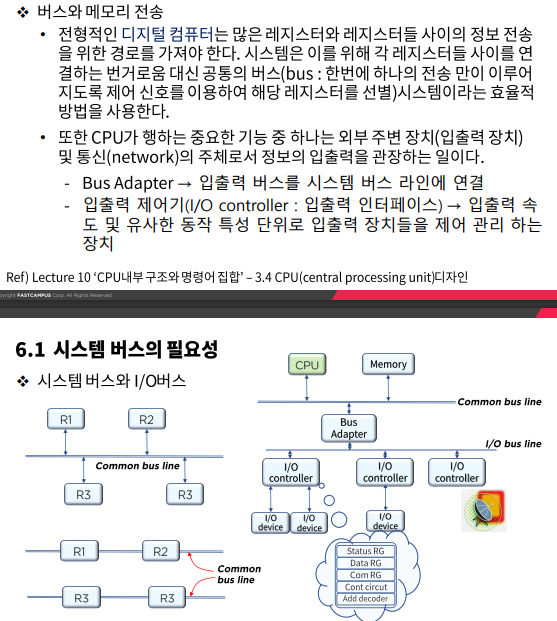 ❖ 버스와 메모리 전송
• 전형적인 디지털 컴퓨터는 많은 레지스터와 레지스터들 사이의 정보 전송
을 위한 경로를 가져야 한다. 시스템은 이를 위해 각 레지스터들 사이를 연
결하는 번거로움 대신 공통의 버스(bus : 한번에 하나의 전송 만이 이루어
지도록 제어 신호를 이용하여 해당 레지스터를 선별)시스템이라는 효율적
방법을 사용한다.
• 또한 CPU가 행하는 중요한 기능 중 하나는 외부 주변 장치(입출력 장치)
및 통신(network)의 주체로서 정보의 입출력을 관장하는 일이다.
- Bus Adapter → 입출력 버스를 시스템 버스 라인에 연결
- 입출력 제어기(I/O controller : 입출력 인터페이스) → 입출력 속
도 및 유사한 동작 특성 단위로 입출력 장치들을 제어 관리 하는
장치
Ref) Lecture 10 ‘CPU내부 구조와 명령어 집합’ – 3.4 CPU(central processing unit)디자인
pyright FASTCAMPUS Corp. All Rights Reserved
6.1 시스템 버스의 필요성
❖ 시스템 버스와 I/O버스
R1
R2
Common bus line
R3
R3
R1
R2
Common
bus line
R3
R3
CPU
Memory
Common bus line
Bus
Adapter
I/O bus line
I/O
controller
I/O
controller
I/O
controller
I/O
device
I/O
device
I/O
device
Status RG
Data RG
Com RG
Cont circut
Add decoder